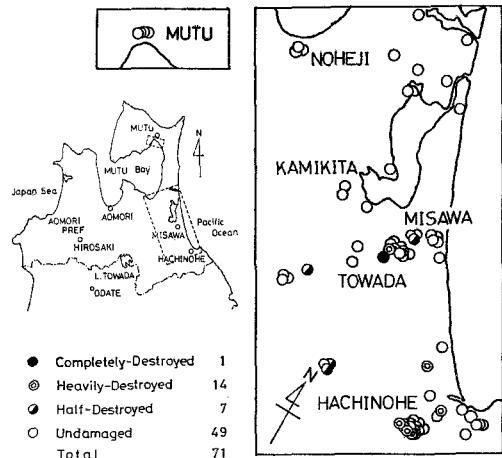 MUTU
NOHEJI
KAMIKITA
MISAWA
TOWADA
N
HACHINOHE
MUTU
N
MUTU Bay
Japan Sea
AOMORI
AOMORI
PREF
HIROSAKI
MISAWA
Pacific
Ocean
HACHINOHE
L.TOWADA
ODATE
Completely-Destroyed 1
Heavily-Destroyed 14
Half-Destroyed 7
Undamaged 49
Total 71